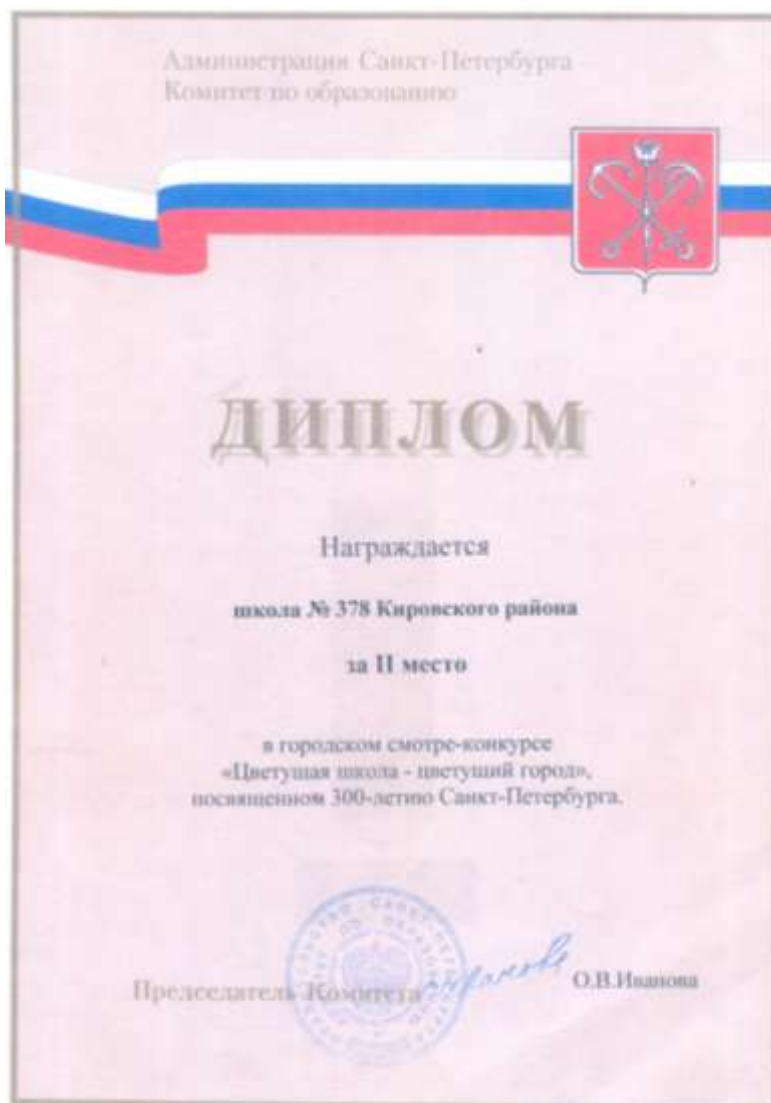 Администрация Санкт-Петербурга
Комитет по образованию
ДИПЛОМ
Награждается
школа № 378 Кировского района
за II место
в городском смотре-конкурсе
«Цветущая школа - цветущий город»,
посвященном 300-летию Санкт-Петербурга.
Председатель Комитета
О.В.Иванова